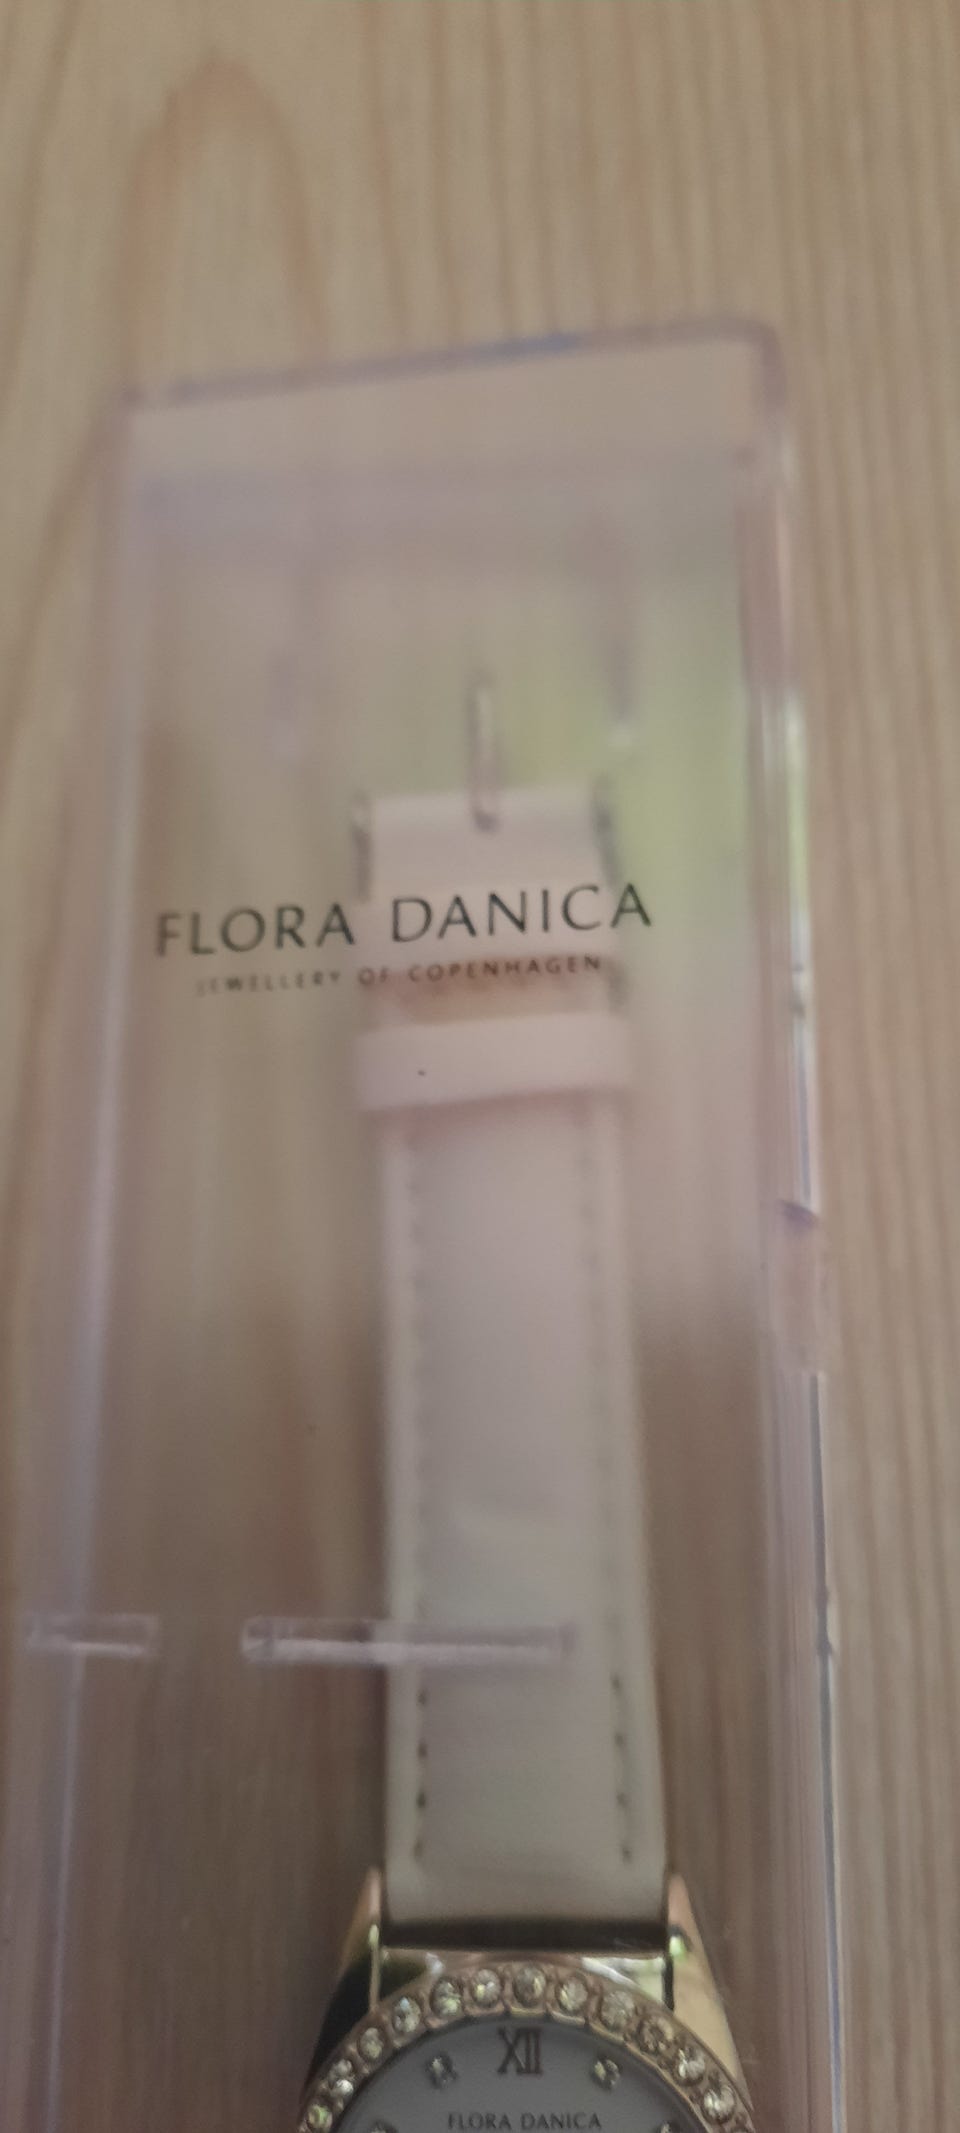 FLORA DANICA
JEWELLERY OF COPENHAGEN
XII
FLORA DANICA